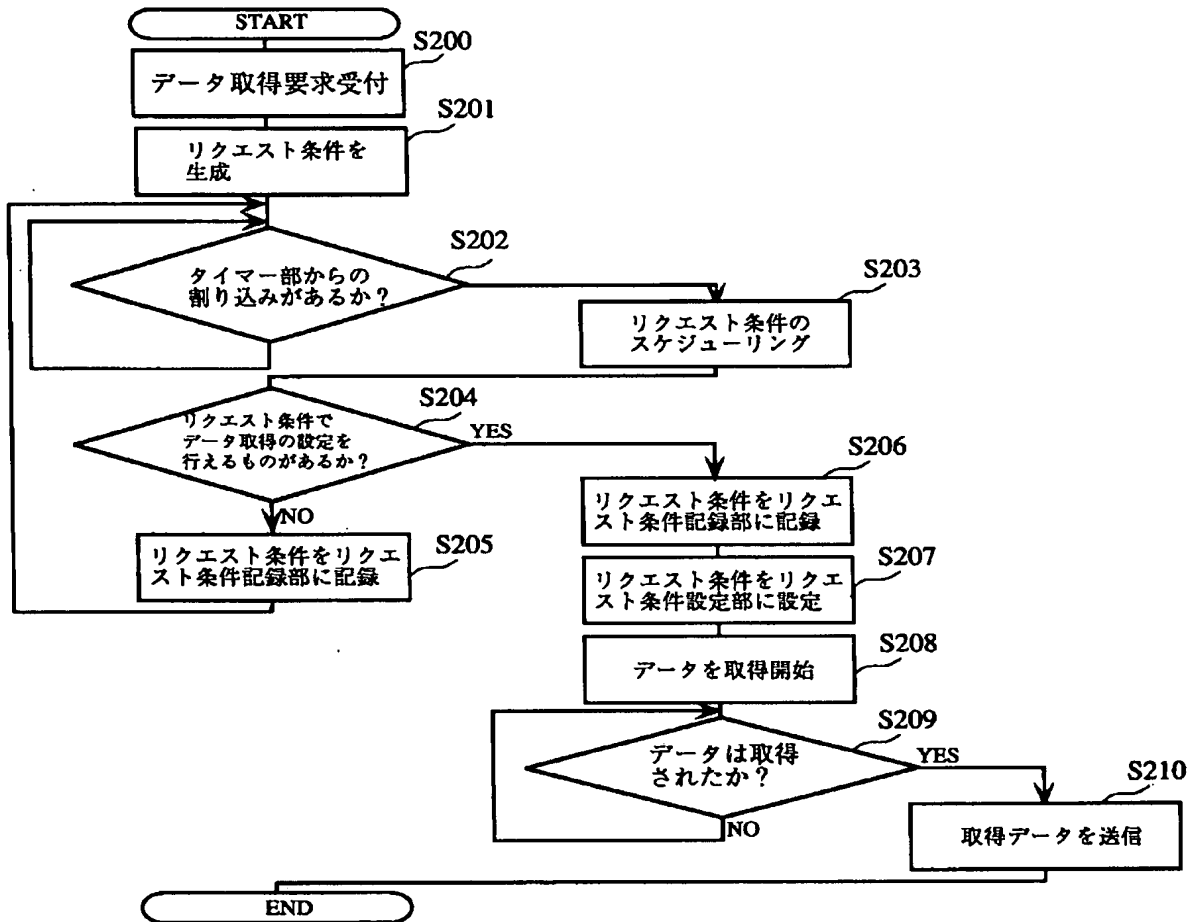 START
S200
データ取得要求受付
S201
リクエスト条件を
生成
S202
タイマー部からの
割り込みがあるか？
S203
リクエスト条件の
スケジューリング
S204
リクエスト条件で
データ取得の設定を
行えるものがあるか？
YES
NO
S205
リクエスト条件をリクエ
スト条件記録部に記録
S206
リクエスト条件をリクエ
スト条件記録部に記録
S207
リクエスト条件をリクエ
スト条件設定部に設定
S208
データを取得開始
S209
データは取得
されたか？
YES
NO
S210
取得データを送信
END